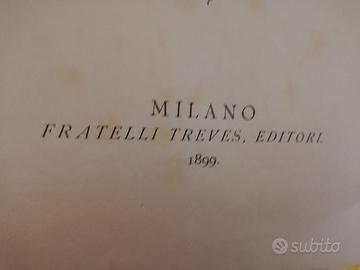 MILANO
FRATELLI TREVES, EDITORI.
1899.
subito